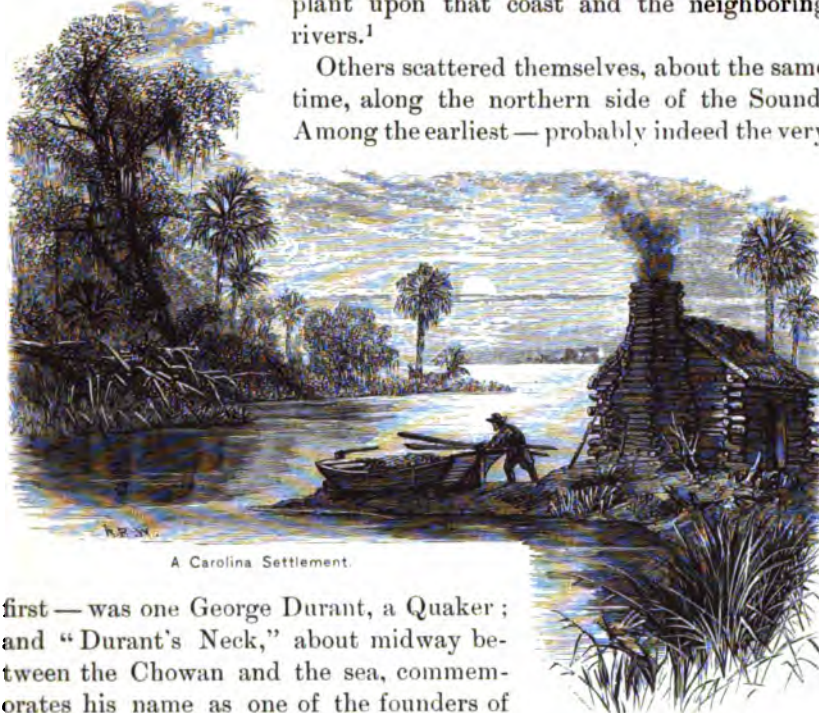 plant upon that coast and the neighboring
rivers.¹
Others scattered themselves, about the same
time, along the northern side of the Sound
Among the earliest — probably indeed the very
A Carolina Settlement.
first — was one George Durant, a Quaker ;
and “ Durant's Neck,” about midway be-
tween the Chowan and the sea, commem-
orates his name as one of the founders of